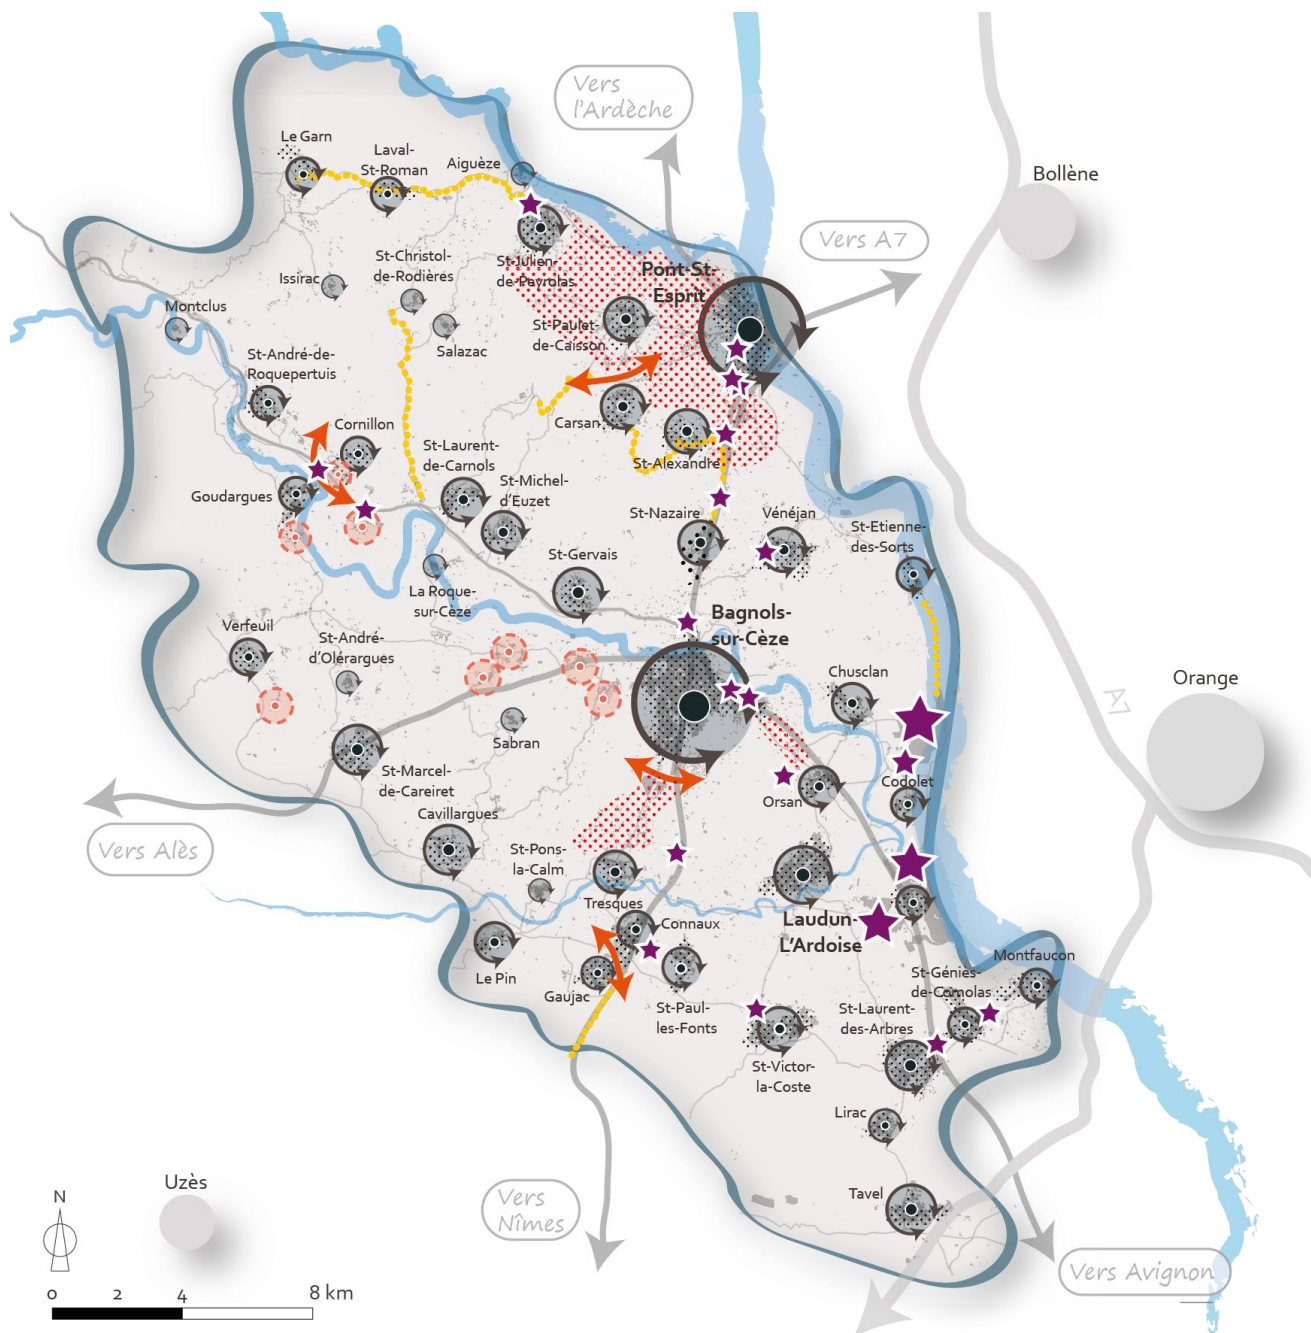 Vers
l'Ardèche
Bollène
Vers A7
Le Garn
Laval-
St-Roman
Aiguèze
St-Christol-
de-Rodières
Issirac
St-Julien-
de-Peyrolas
Pont-St-
Esprit
Montclus
Salazac
St-Paulet-
de-Caisson
St-André-de-
Roquepertuis
Carsan
Cornillon
St-Alexandre
St-Laurent-
de-Carnols
St-Michel-
d'Euzet
Goudargues
St-Nazaire
Vénéjan
St-Etienne-
des-Sorts
St-Gervais
La Roque-
sur-Cèze
Bagnols-
sur-Cèze
Verfeuil
St-André-
d'Olérargues
Chusclan
Orange
A7
Sabran
St-Marcel-
de-Careiret
Orsan
Codolet
Cavillargues
Vers Alès
St-Pons-
la-Calm
Tresques
Connaux
Laudun-
L'Ardoise
Le Pin
Gaujac
St-Paul-
les-Fonts
St-Géniès-
de-Comolas
Montfaucon
St-Laurent-
des-Arbres
St-Victor-
la-Coste
Lirac
Tavel
Uzès
Vers
Nîmes
Vers Avignon
N
0 2 4 8 km